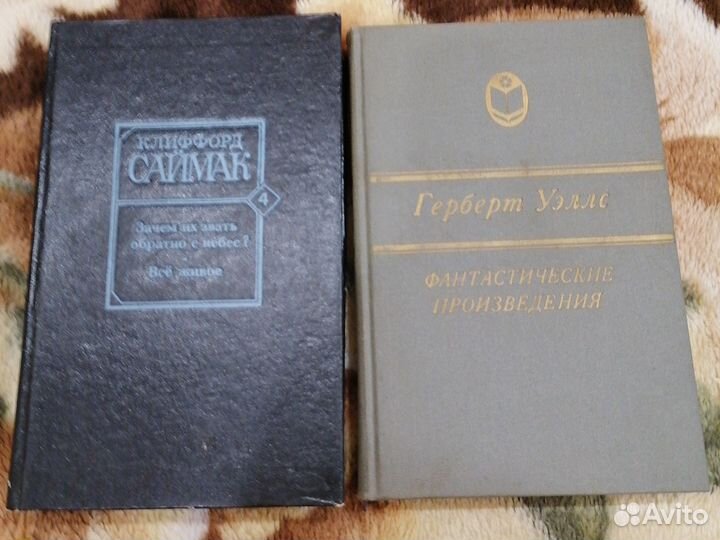 КЛИФФОРД
САЙМАК
4
Зачем их звать
обратно с небес?
Всё живое
Герберт Уэллс
ФАНТАСТИЧЕСКИЕ
ПРОИЗВЕДЕНИЯ
Avito